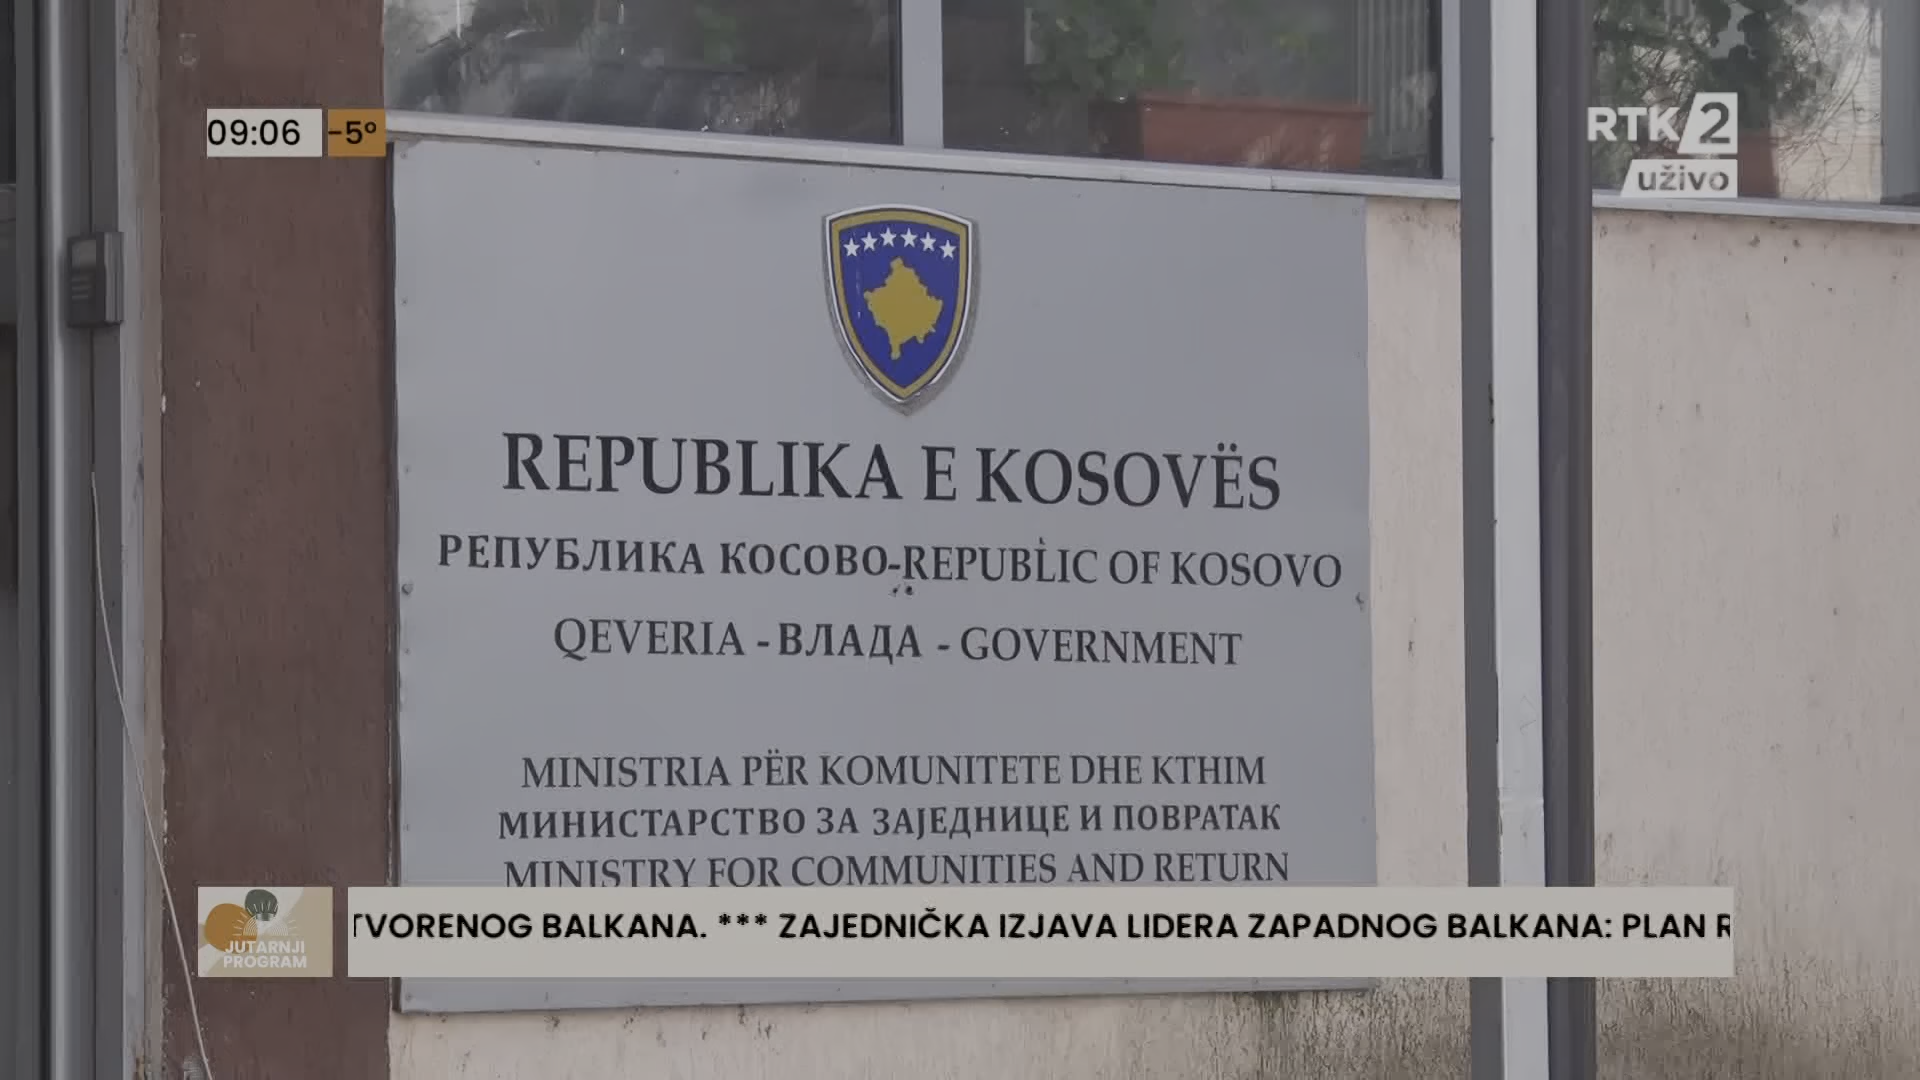 09:06 -5°
RTK 2
uživo
REPUBLIKA E KOSOVËS
РЕПУБЛИКА КОСОВО-REPUBLIC OF KOSOVO
QEVERIA - ВЛАДА - GOVERNMENT
MINISTRIA PËR KOMUNITETE DHE KTHIM
МИНИСТАРСТВО ЗА ЗАЈЕДНИЦЕ И ПОВРАТАК
MINISTRY FOR COMMUNITIES AND RETURN
JUTARNJI
PROGRAM
TVORENOG BALKANA. *** ZAJEDNIČKA IZJAVA LIDERA ZAPADNOG BALKANA: PLAN R